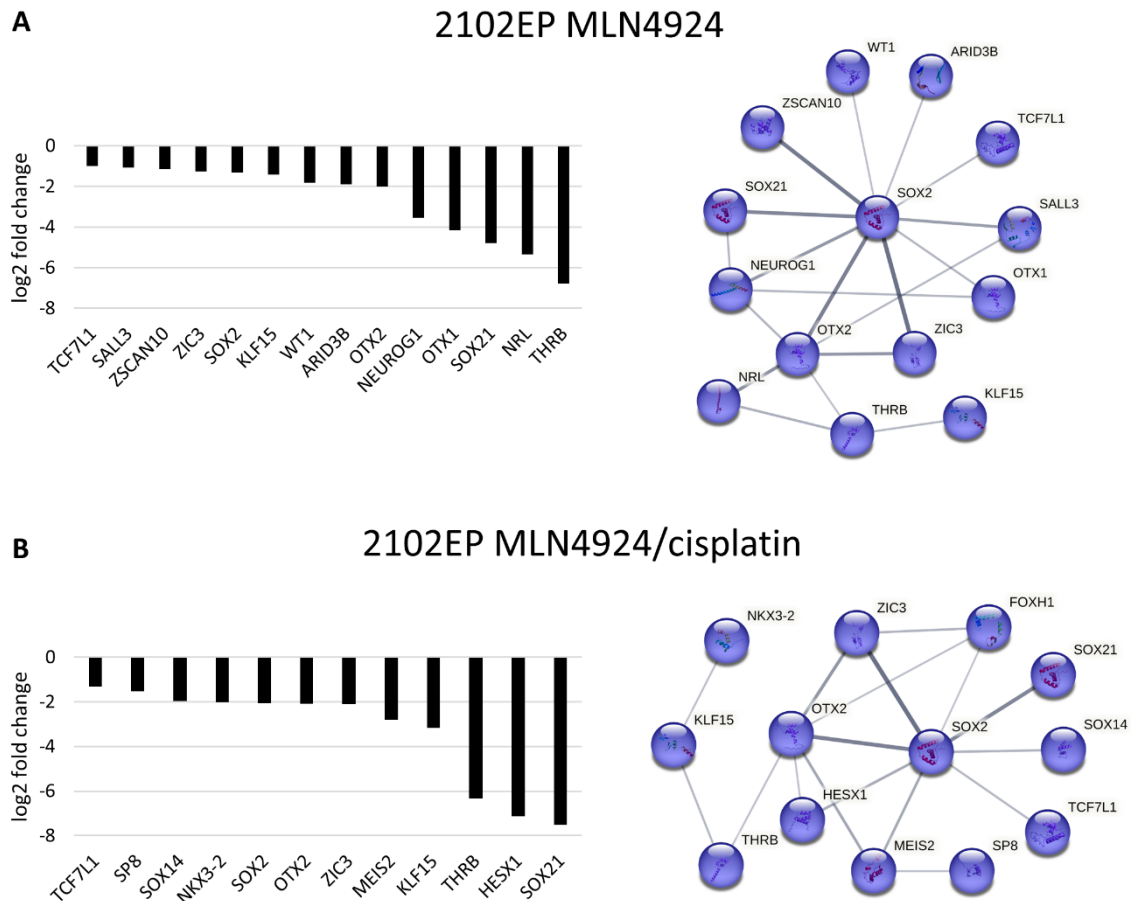 A
2102EP MLN4924
0
-2
-4
-6
-8
log2 fold change
TCF7L1
SALL3
ZSCAN10
ZIC3
SOX2
KLF15
WT1
ARID3B
OTX2
NEUROG1
OTX1
SOX21
NRL
THRB
WT1
ARID3B
ZSCAN10
TCF7L1
SOX21
SOX2
SALL3
NEUROG1
OTX1
OTX2
ZIC3
NRL
THRB
KLF15
B
2102EP MLN4924/cisplatin
0
-2
-4
-6
-8
log2 fold change
TCF7L1
SP8
SOX14
NKX3-2
SOX2
OTX2
ZIC3
MEIS2
KLF15
THRB
HESX1
SOX21
NKX3-2
ZIC3
FOXH1
SOX21
KLF15
OTX2
SOX2
SOX14
HESX1
TCF7L1
THRB
MEIS2
SP8